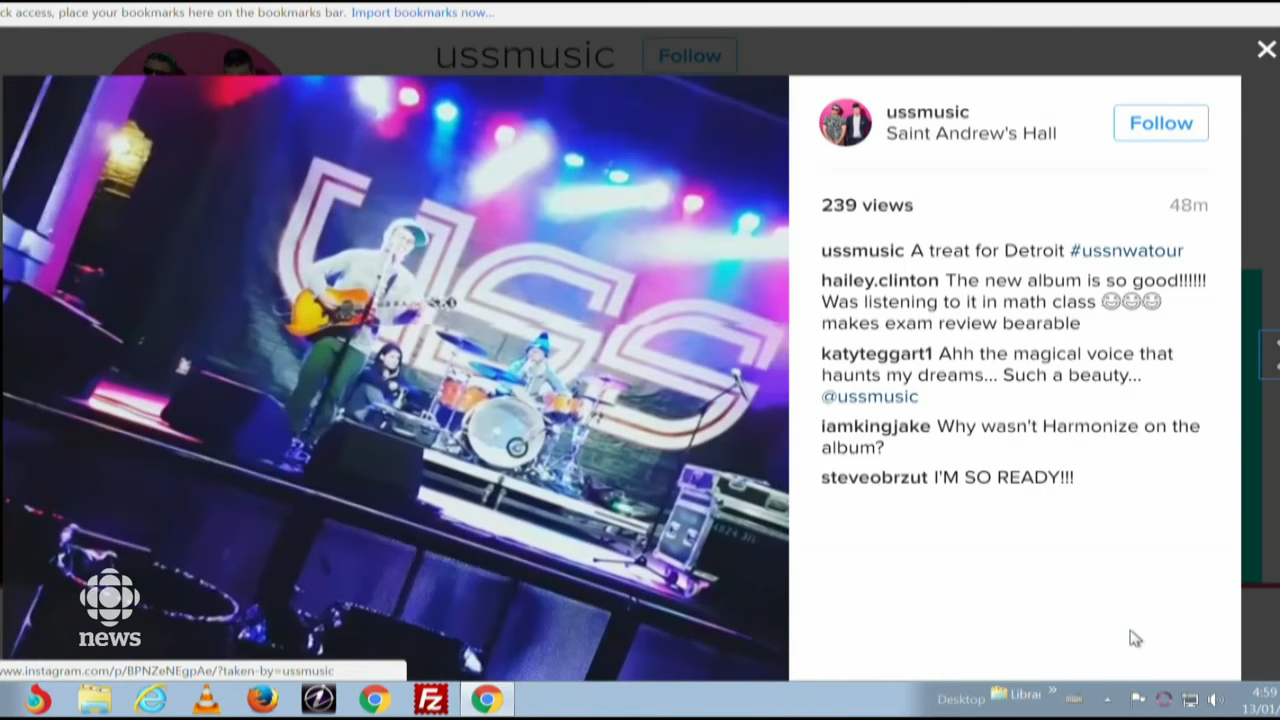 ck access, place your bookmarks here on the bookmarks bar. Import bookmarks now...
ussmusic Follow
USS
ussmusic
Saint Andrew's Hall
Follow
239 views 48m
ussmusic A treat for Detroit #ussnwatour
hailey.clinton The new album is so good!!!!!!
Was listening to it in math class 😆😆😆
makes exam review bearable
katyteggart1 Ahh the magical voice that
haunts my dreams... Such a beauty...
@ussmusic
iamkingjake Why wasn't Harmonize on the
album?
steveobrzut I'M SO READY!!!
news
www.instagram.com/p/BPNZeNEgpAe/?taken-by=ussmusic
Desktop Librar »
4:59
13/01/